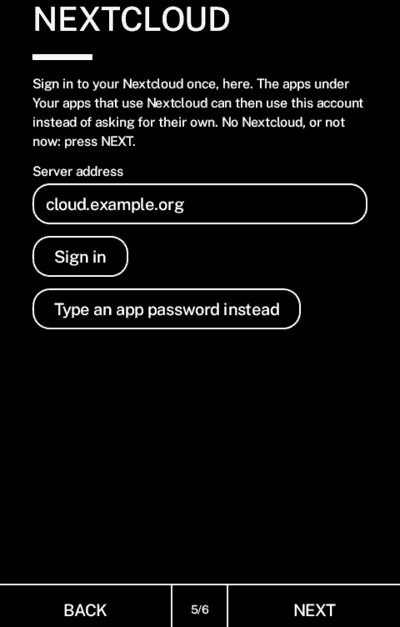 NEXTCLOUD
Sign in to your Nextcloud once, here. The apps under
Your apps that use Nextcloud can then use this account
instead of asking for their own. No Nextcloud, or not
now: press NEXT.
Server address
cloud.example.org
Sign in
Type an app password instead
BACK
5/6
NEXT